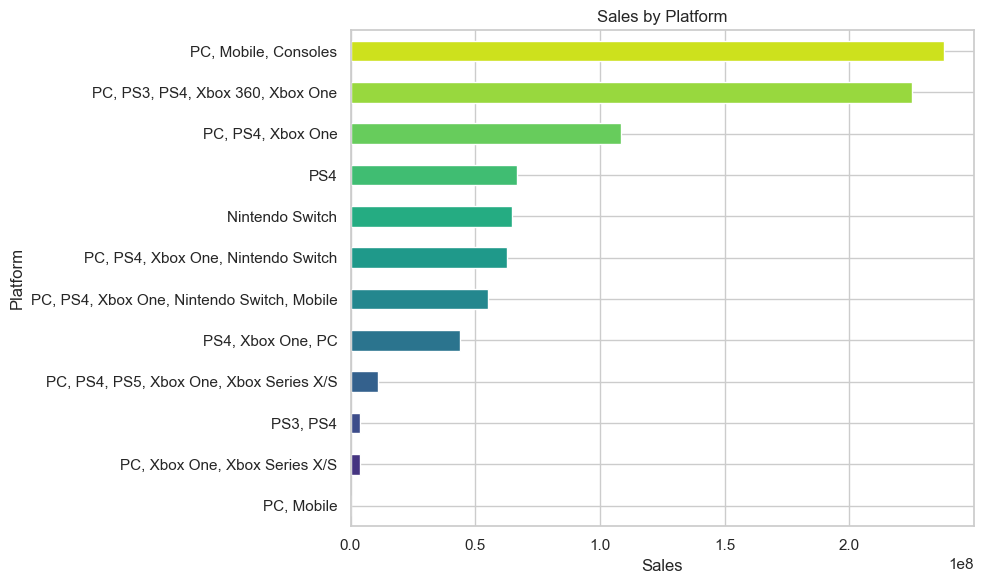 Sales by Platform
PC, Mobile, Consoles
PC, PS3, PS4, Xbox 360, Xbox One
PC, PS4, Xbox One
PS4
Nintendo Switch
PC, PS4, Xbox One, Nintendo Switch
PC, PS4, Xbox One, Nintendo Switch, Mobile
PS4, Xbox One, PC
PC, PS4, PS5, Xbox One, Xbox Series X/S
PS3, PS4
PC, Xbox One, Xbox Series X/S
PC, Mobile
Platform
0.0 0.5 1.0 1.5 2.0
1e8
Sales